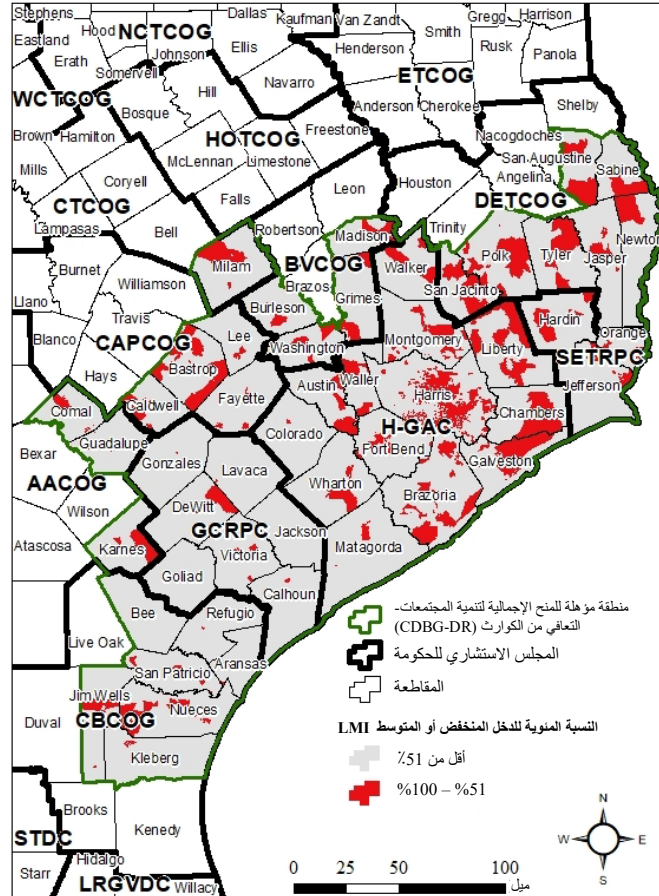 Stephens
Hood
NCTCOG
Dallas
Kaufman
Van Zandt
Gregg
Harrison
Eastland
Erath
Johnson
Ellis
Smith
Rusk
Panola
Somervell
Henderson
Navarro
ETCOG
WCTCOG
Hill
Bosque
Anderson
Cherokee
Shelby
Brown
Hamilton
HOTCOG
Freestone
Nacogdoches
McLennan
Limestone
San Augustine
Mills
Coryell
Leon
Houston
Angelina
Sabine
CTCOG
Falls
DETCOG
Lampasas
Bell
Robertson
Madison
Trinity
Newton
Burnet
Milam
BVCOG
Walker
Polk
Tyler
Jasper
Williamson
Brazos
San Jacinto
Llano
Burleson
Grimes
Travis
Lee
Hardin
Blanco
Washington
Montgomery
Liberty
Orange
CAPCOG
Bastrop
SETRPC
Hays
Austin
Waller
Jefferson
Comal
Caldwell
Fayette
Harris
Chambers
Guadalupe
Colorado
H-GAC
Bexar
Gonzales
Lavaca
Fort Bend
Galveston
AACOG
Wharton
Wilson
DeWitt
Brazoria
GCRPC
Jackson
Atascosa
Karnes
Victoria
Matagorda
Goliad
Calhoun
Bee
Refugio
Live Oak
Aransas
San Patricio
Jim Wells
Nueces
Duval
CBCOG
Kleberg
Brooks
Kenedy
STDC
Hidalgo
Starr
LRGVDC
Willacy
منطقة مؤهلة للمنح الإجمالية لتنمية المجتمعات-
التعافي من الكوارث (CDBG-DR)
المجلس الاستشاري للحكومة
المقاطعة
النسبة المئوية للدخل المنخفض أو المتوسط LMI
أقل من 51٪
%51 – %100
N
W
E
S
0
25
50
100
ميل